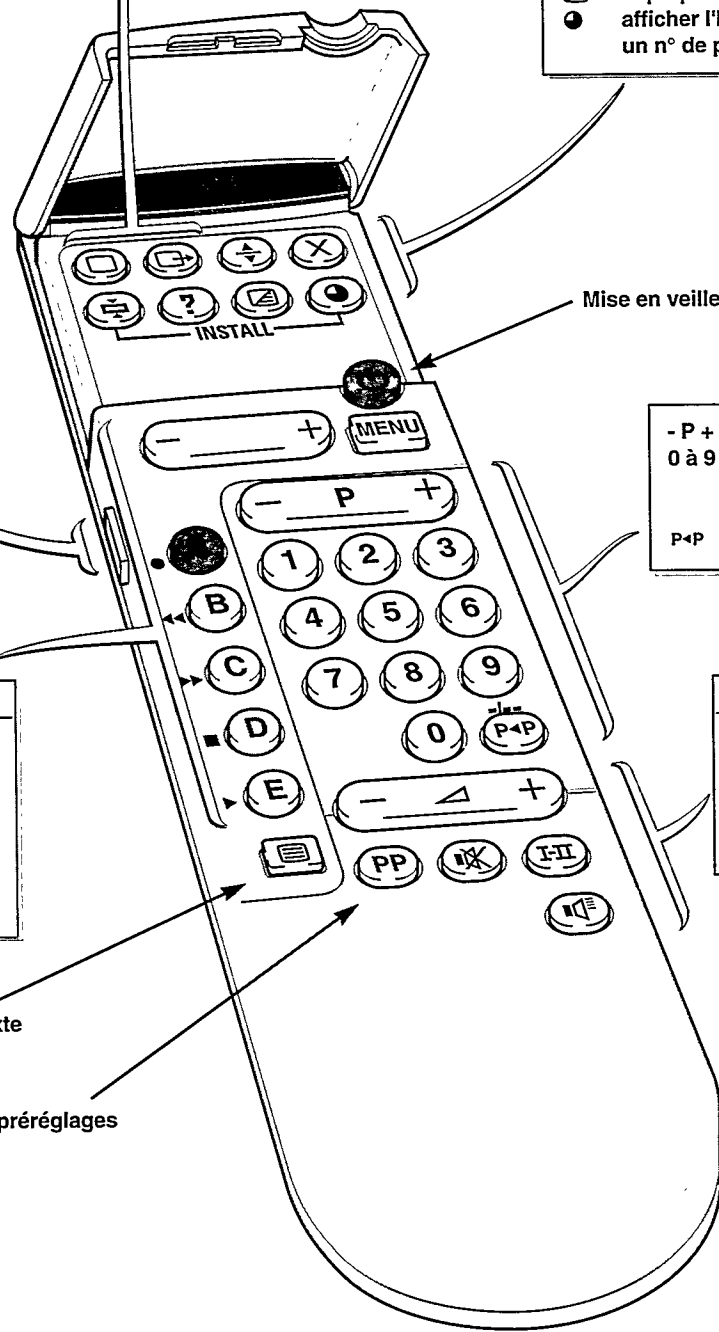 afficher l'
un n° de p
INSTALL
Mise en veille
- + MENU
- P + 
0 à 9
P◄P
- P +
1 2 3
B
4 5 6
C
7 8 9
-/--
D
0 P◄P
E
- +
PP I-II
xte
préréglages